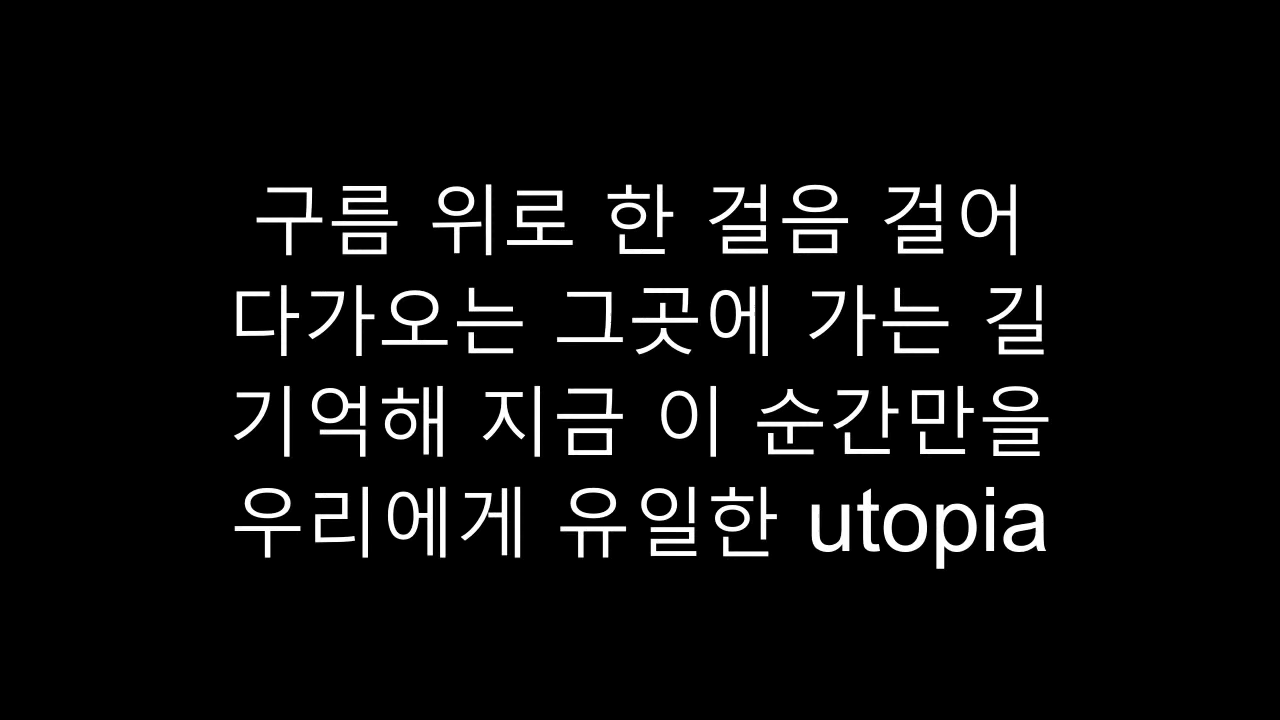 구름 위로 한 걸음 걸어
다가오는 그곳에 가는 길
기억해 지금 이 순간만을
우리에게 유일한 utopia